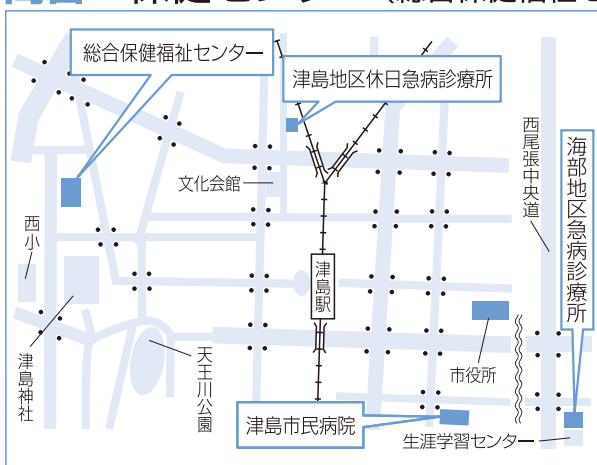 総合保健福祉センター
津島地区休日急病診療所
西尾張中央道
海部地区急病診療所
文化会館
西小
津島駅
津島神社
天王川公園
市役所
津島市民病院
生涯学習センター